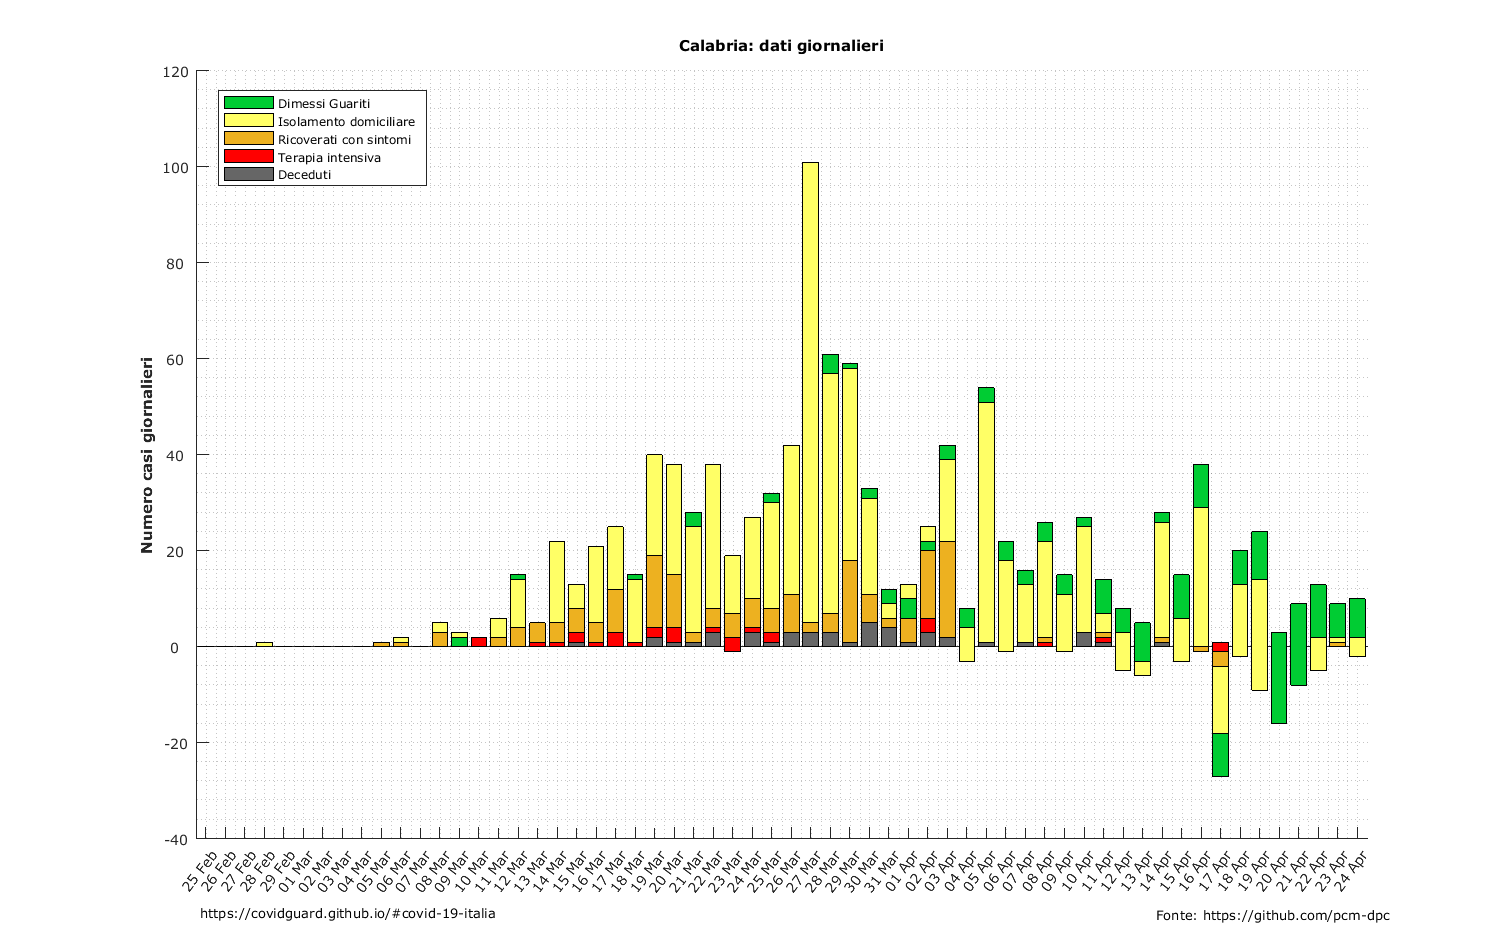 Calabria: dati giornalieri
120
100
80
60
40
20
0
-20
-40
Numero casi giornalieri
Dimessi Guariti
Isolamento domiciliare
Ricoverati con sintomi
Terapia intensiva
Deceduti
25 Feb
26 Feb
27 Feb
28 Feb
29 Feb
01 Mar
02 Mar
03 Mar
04 Mar
05 Mar
06 Mar
07 Mar
08 Mar
09 Mar
10 Mar
11 Mar
12 Mar
13 Mar
14 Mar
15 Mar
16 Mar
17 Mar
18 Mar
19 Mar
20 Mar
21 Mar
22 Mar
23 Mar
24 Mar
25 Mar
26 Mar
27 Mar
28 Mar
29 Mar
30 Mar
31 Mar
01 Apr
02 Apr
03 Apr
04 Apr
05 Apr
06 Apr
07 Apr
08 Apr
09 Apr
10 Apr
11 Apr
12 Apr
13 Apr
14 Apr
15 Apr
16 Apr
17 Apr
18 Apr
19 Apr
20 Apr
21 Apr
22 Apr
23 Apr
24 Apr
https://covidguard.github.io/#covid-19-italia
Fonte: https://github.com/pcm-dpc